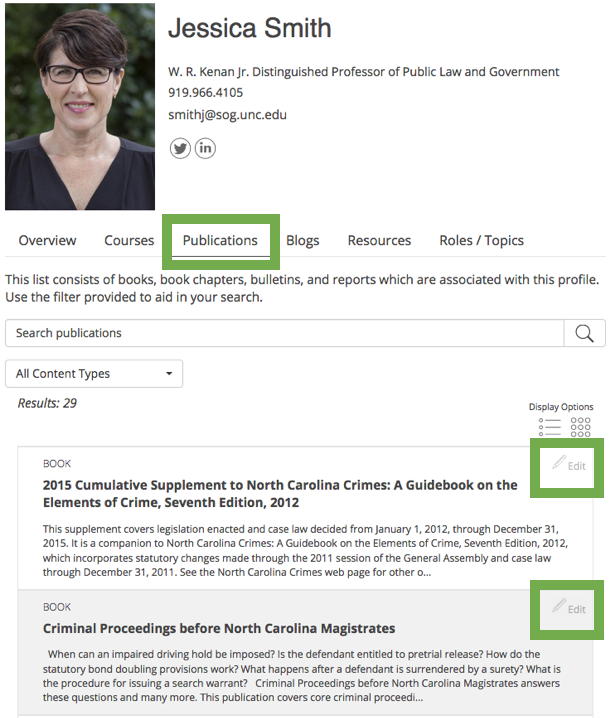 Jessica Smith
W. R. Kenan Jr. Distinguished Professor of Public Law and Government
919.966.4105
smithj@sog.unc.edu
in
Overview Courses Publications Blogs Resources Roles / Topics
This list consists of books, book chapters, bulletins, and reports which are associated with this profile.
Use the filter provided to aid in your search.
Search publications
All Content Types
Results: 29
Display Options
BOOK
Edit
2015 Cumulative Supplement to North Carolina Crimes: A Guidebook on the
Elements of Crime, Seventh Edition, 2012
This supplement covers legislation enacted and case law decided from January 1, 2012, through December 31,
2015. It is a companion to North Carolina Crimes: A Guidebook on the Elements of Crime, Seventh Edition, 2012,
which incorporates statutory changes made through the 2011 session of the General Assembly and case law
through December 31, 2011. See the North Carolina Crimes web page for other o...
BOOK
Edit
Criminal Proceedings before North Carolina Magistrates
When can an impaired driving hold be imposed? Is the defendant entitled to pretrial release? How do the
statutory bond doubling provisions work? What happens after a defendant is surrendered by a surety? What is
the procedure for issuing a search warrant? Criminal Proceedings before North Carolina Magistrates answers
these questions and many more. This publication covers core criminal proceedi...